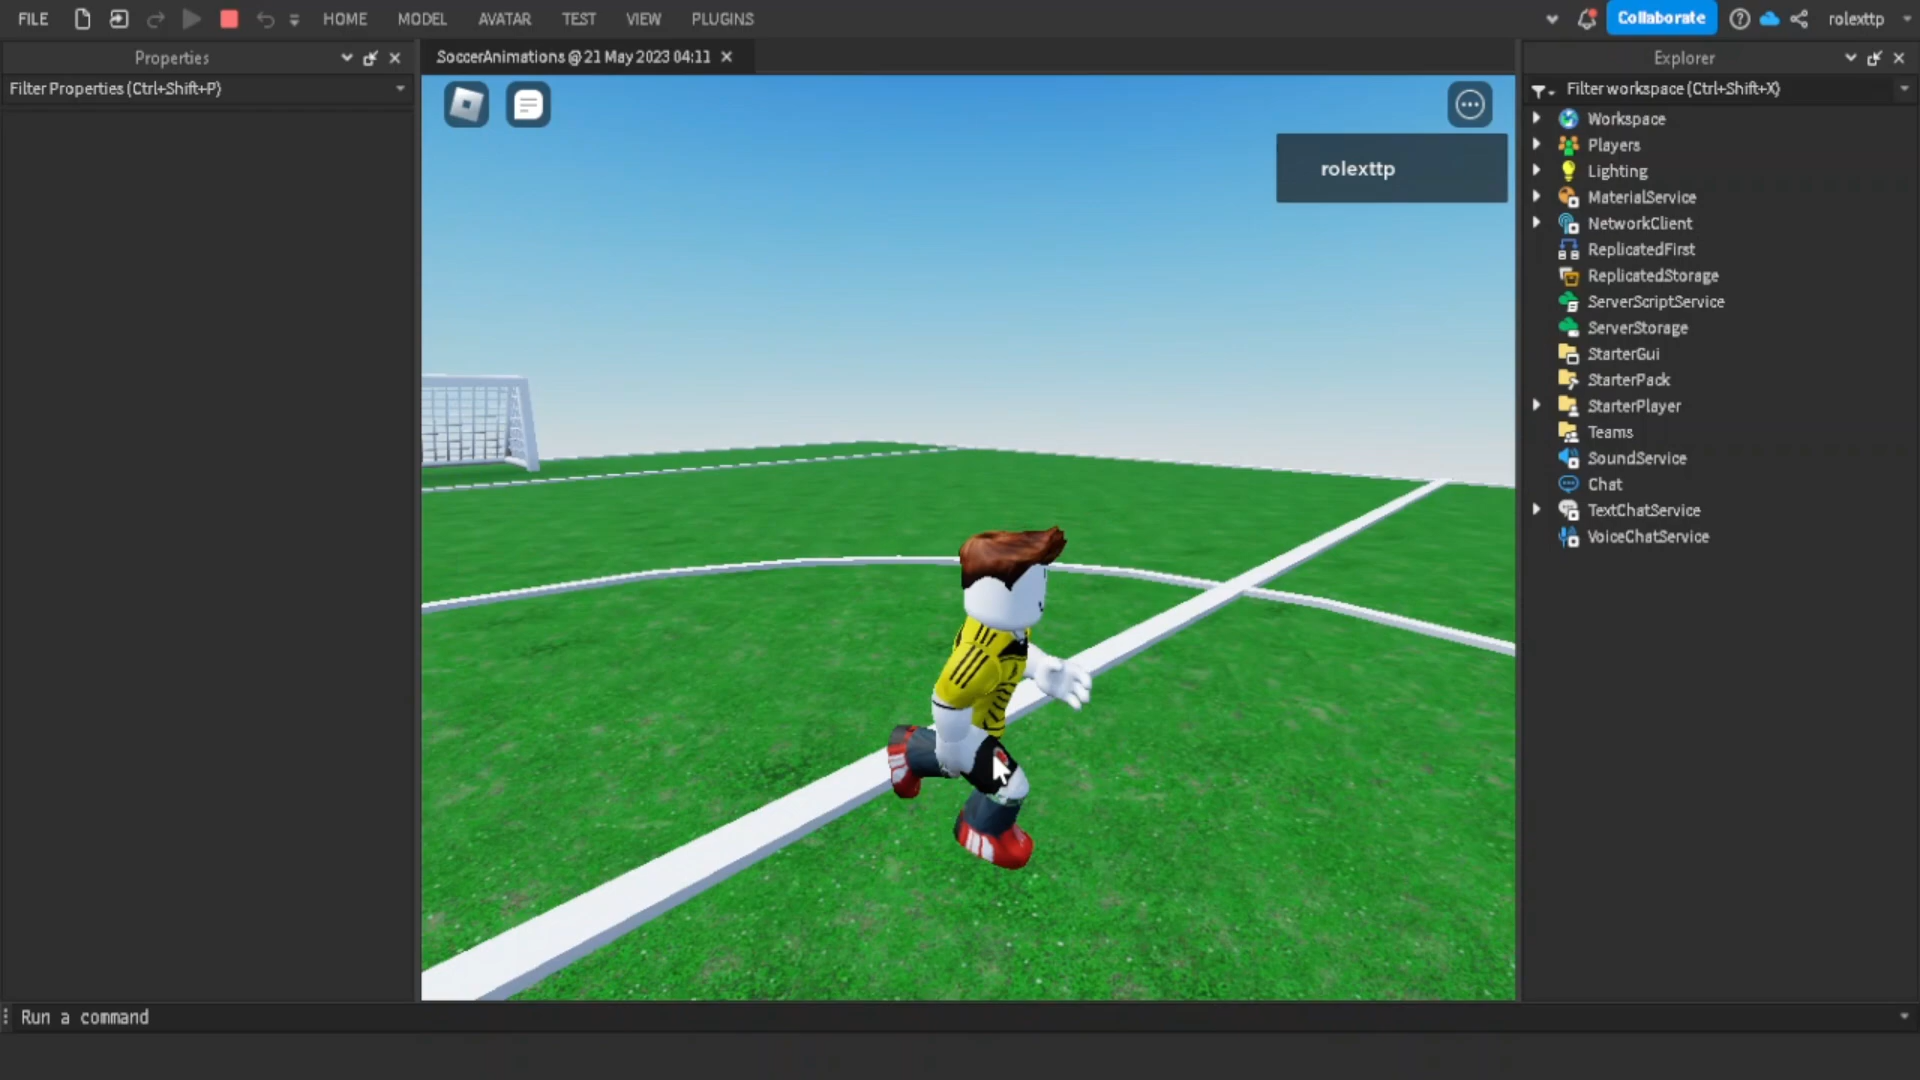 FILE HOME MODEL AVATAR TEST VIEW PLUGINS Collaborate rolexttp
Properties
Filter Properties (Ctrl+Shift+P)
SoccerAnimations @ 21 May 2023 04:11
rolexttp
Explorer
Filter workspace (Ctrl+Shift+X)
Workspace
Players
Lighting
MaterialService
NetworkClient
ReplicatedFirst
ReplicatedStorage
ServerScriptService
ServerStorage
StarterGui
StarterPack
StarterPlayer
Teams
SoundService
Chat
TextChatService
VoiceChatService
Run a command